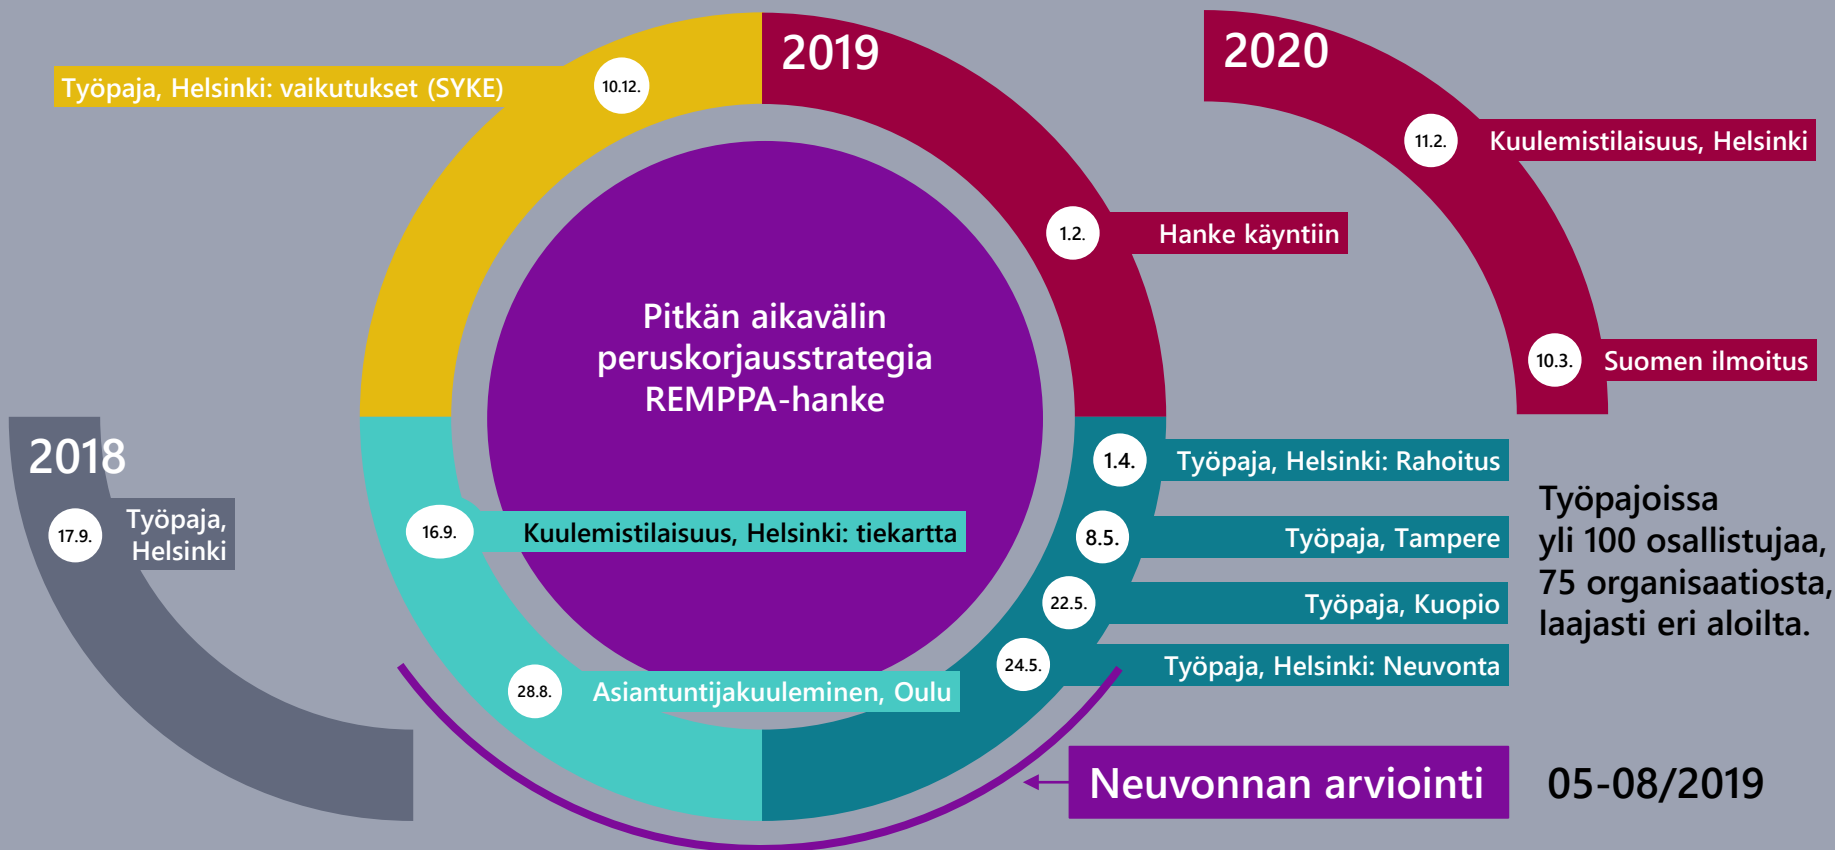 2018
17.9.
Työpaja,
Helsinki
2019
1.2.
Hanke käyntiin
1.4.
Työpaja, Helsinki: Rahoitus
8.5.
Työpaja, Tampere
22.5.
Työpaja, Kuopio
24.5.
Työpaja, Helsinki: Neuvonta
28.8.
Asiantuntijakuuleminen, Oulu
16.9.
Kuulemistilaisuus, Helsinki: tiekartta
10.12.
Työpaja, Helsinki: vaikutukset (SYKE)
Pitkän aikavälin
peruskorjausstrategia
REMPPA-hanke
2020
11.2.
Kuulemistilaisuus, Helsinki
10.3.
Suomen ilmoitus
Työpajoissa
yli 100 osallistujaa,
75 organisaatiosta,
laajasti eri aloilta.
Neuvonnan arviointi
05-08/2019